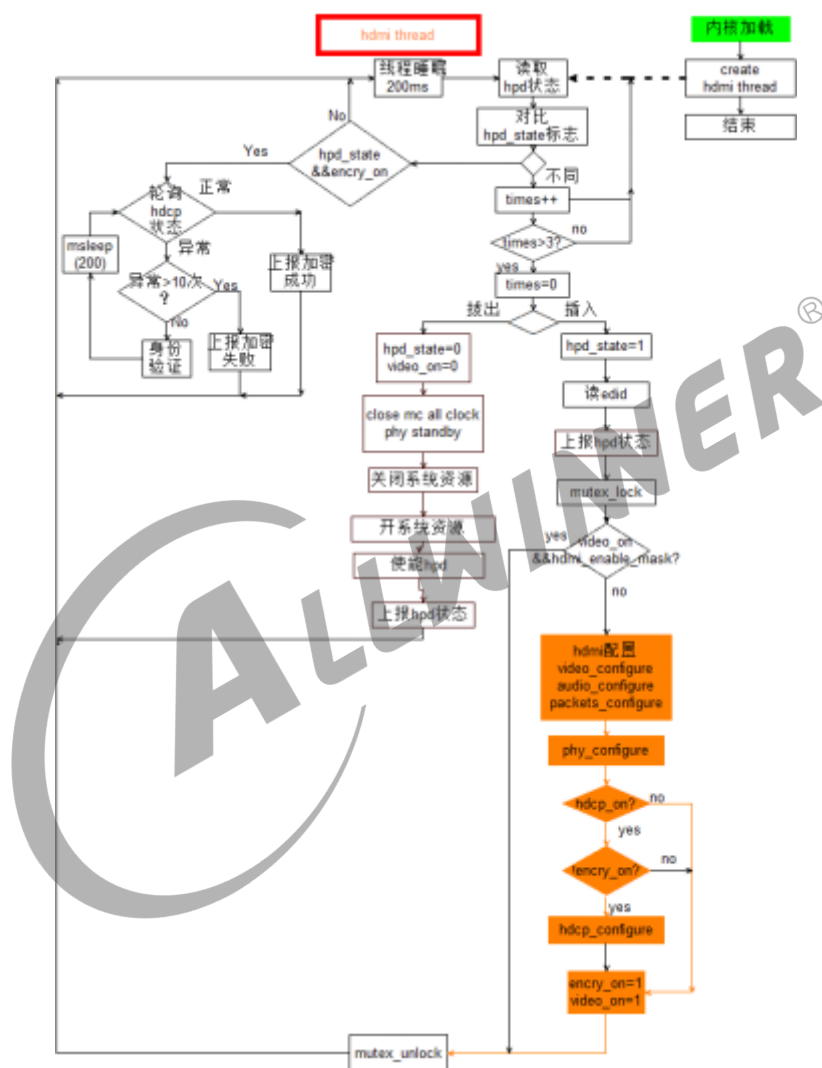 hdmi thread
内核加载
线程睡眠
200ms
读取
hpd状态
create
hdmi thread
结束
对比
hpd_state标志
No
hpd_state
&&encry_on
Yes
不同
times++
no
times>3?
yes
times=0
拔出
插入
轮询
hdcp
状态
正常
异常
msleep
(200)
上报加密
成功
异常>10次
?
Yes
No
身份
验证
上报加密
失败
hpd_state=0
video_on=0
close mc all clock
phy standby
关闭系统资源
开系统资源
使能hpd
上报hpd状态
hpd_state=1
读edid
上报hpd状态
mutex_lock
yes
video_on
&&hdmi_enable_mask?
no
hdmi配置
video_configure
audio_configure
packets_configure
phy_configure
hdcp_on?
no
yes
!encry_on?
no
yes
hdcp_configure
encry_on=1
video_on=1
mutex_unlock
ALLWINNER®